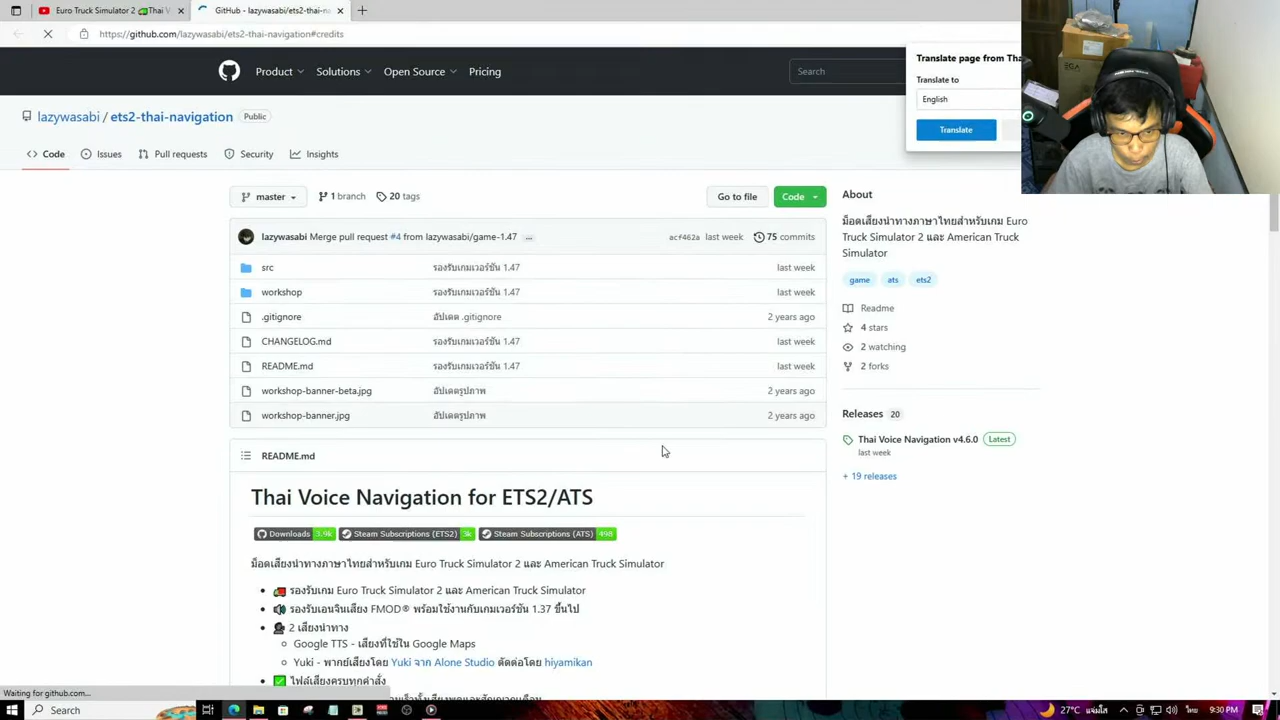 Euro Truck Simulator 2 🚛Thai V
GitHub - lazywasabi/ets2-thai-na
https://github.com/lazywasabi/ets2-thai-navigation#credits
Product
Solutions
Open Source
Pricing
Search
Translate page from Tha
Translate to
English
Translate
lazywasabi / ets2-thai-navigation
Public
Code
Issues
Pull requests
Security
Insights
master
1 branch
20 tags
Go to file
Code
lazywasabi Merge pull request #4 from lazywasabi/game-1.47
acf462a last week
75 commits
src
รองรับเกมเวอร์ชัน 1.47
last week
workshop
รองรับเกมเวอร์ชัน 1.47
last week
.gitignore
อัปเดต .gitignore
2 years ago
CHANGELOG.md
รองรับเกมเวอร์ชัน 1.47
last week
README.md
รองรับเกมเวอร์ชัน 1.47
last week
workshop-banner-beta.jpg
อัปเดตรูปภาพ
2 years ago
workshop-banner.jpg
อัปเดตรูปภาพ
2 years ago
README.md
Thai Voice Navigation for ETS2/ATS
Downloads 3.9k
Steam Subscriptions (ETS2) 3k
Steam Subscriptions (ATS) 498
ม็อดเสียงนำทางภาษาไทยสำหรับเกม Euro Truck Simulator 2 และ American Truck Simulator
🚛 รองรับเกม Euro Truck Simulator 2 และ American Truck Simulator
🔊 รองรับเอนจินเสียง FMOD® พร้อมใช้งานกับเกมเวอร์ชัน 1.37 ขึ้นไป
2 เสียงนำทาง
Google TTS - เสียงที่ใช้ใน Google Maps
Yuki - พากย์เสียงโดย Yuki จาก Alone Studio ตัดต่อโดย hiyamikan
✅ ไฟล์เสียงครบทุกคำสั่ง
About
ม็อดเสียงนำทางภาษาไทยสำหรับเกม Euro
Truck Simulator 2 และ American Truck
Simulator
game
ats
ets2
Readme
4 stars
2 watching
2 forks
Releases 20
Thai Voice Navigation v4.6.0
Latest
last week
+ 19 releases
Waiting for github.com...
Search
27°C
แจ่มใส
ไทย
9:30 PM